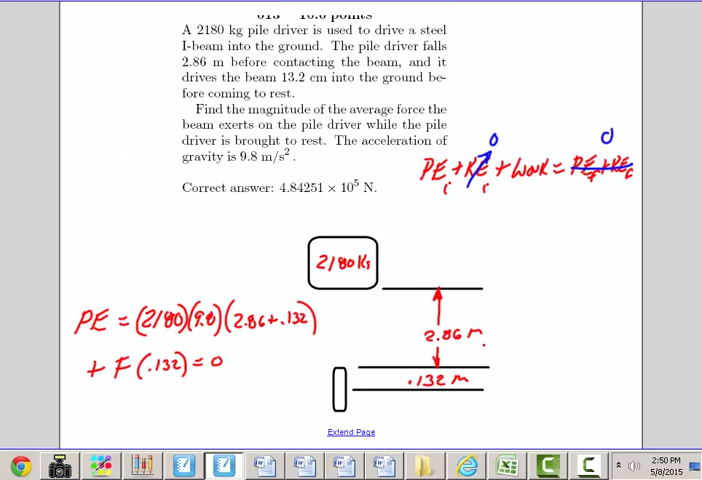 A 2180 kg pile driver is used to drive a steel
I-beam into the ground. The pile driver falls
2.86 m before contacting the beam, and it
drives the beam 13.2 cm into the ground be-
fore coming to rest.
Find the magnitude of the average force the
beam exerts on the pile driver while the pile
driver is brought to rest. The acceleration of
gravity is 9.8 m/s².
Correct answer: 4.84251 × 10⁵ N.
0 0
PEi + KEi + Work = PEf + KEf
2180 Kg
PE = (2180)(9.8)(2.86+.132)
+ F(.132) = 0
2.86 m.
.132 m
Extend Page
2:50 PM
5/8/2015